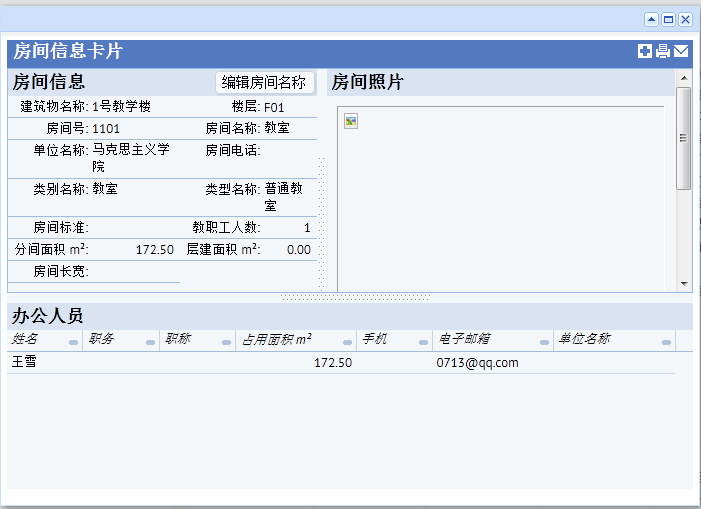 房间信息卡片
房间信息 编辑房间名称 房间照片
建筑物名称: 1号教学楼 楼层: F01
房间号: 1101 房间名称: 教室
单位名称: 马克思主义学院 房间电话:
类别名称: 教室 类型名称: 普通教室
房间标准: 教职工人数: 1
分间面积 m²: 172.50 层建面积 m²: 0.00
房间长宽:
办公人员
姓名 职务 职称 占用面积 m² 手机 电子邮箱 单位名称
王雪 172.50 0713@qq.com